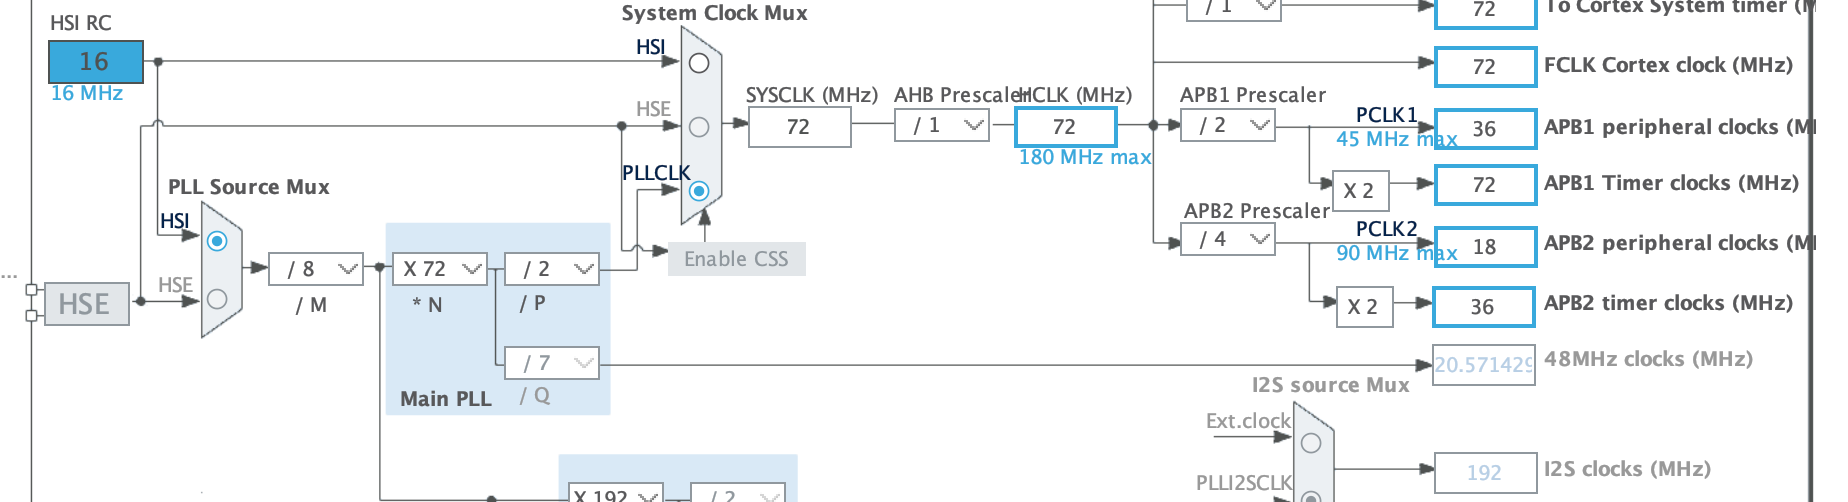 System Clock Mux
/ 1
72
To Cortex System timer (M
HSI RC
HSI
16
16 MHz
72
FCLK Cortex clock (MHz)
HSE
SYSCLK (MHz)
AHB Prescaler
HCLK (MHz)
APB1 Prescaler
72
/ 1
72
180 MHz max
/ 2
PCLK1
45 MHz max
36
APB1 peripheral clocks (M
PLLCLK
PLL Source Mux
X 2
72
APB1 Timer clocks (MHz)
HSI
APB2 Prescaler
/ 4
PCLK2
90 MHz max
18
APB2 peripheral clocks (M
Enable CSS
/ 8
X 72
/ 2
...
HSE
HSE
/ M
* N
/ P
X 2
36
APB2 timer clocks (MHz)
/ 7
20.571429
48MHz clocks (MHz)
Main PLL
/ Q
I2S source Mux
Ext.clock
192
I2S clocks (MHz)
PLLI2SCLK
X 192
/ 2